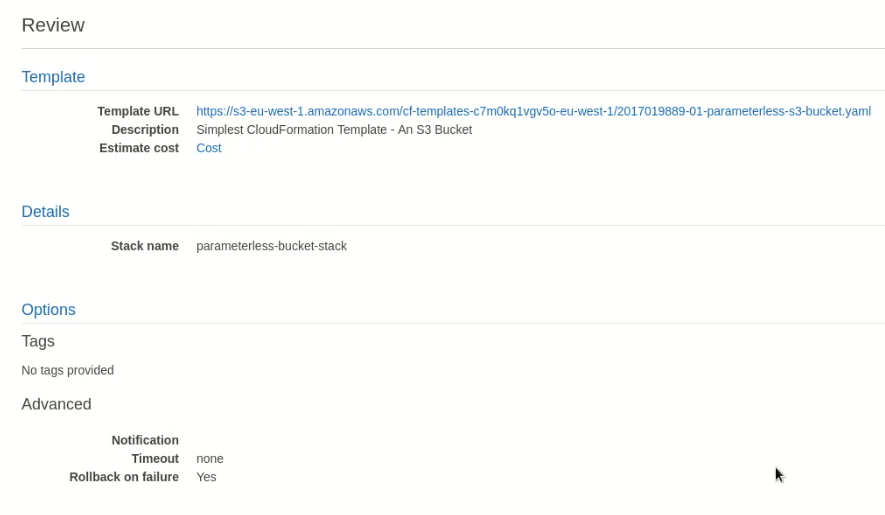 Review
Template
Template URL https://s3-eu-west-1.amazonaws.com/cf-templates-c7m0kq1vgv5o-eu-west-1/2017019889-01-parameterless-s3-bucket.yaml
Description Simplest CloudFormation Template - An S3 Bucket
Estimate cost Cost
Details
Stack name parameterless-bucket-stack
Options
Tags
No tags provided
Advanced
Notification
Timeout none
Rollback on failure Yes